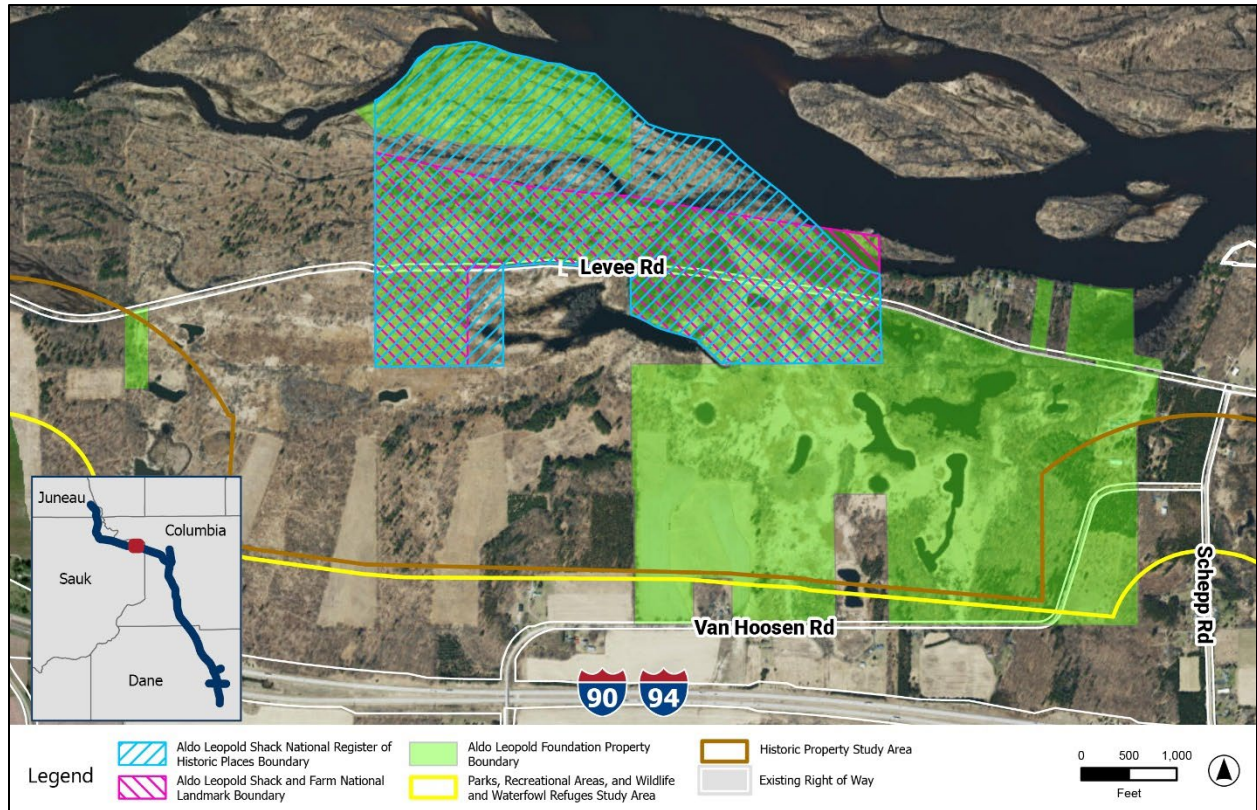 L Levee Rd
Van Hoosen Rd
Schepp Rd
90 94
Juneau
Columbia
Sauk
Dane
Legend
Aldo Leopold Shack National Register of
Historic Places Boundary
Aldo Leopold Shack and Farm National
Landmark Boundary
Aldo Leopold Foundation Property
Boundary
Parks, Recreational Areas, and Wildlife
and Waterfowl Refuges Study Area
Historic Property Study Area
Existing Right of Way
0 500 1,000
Feet